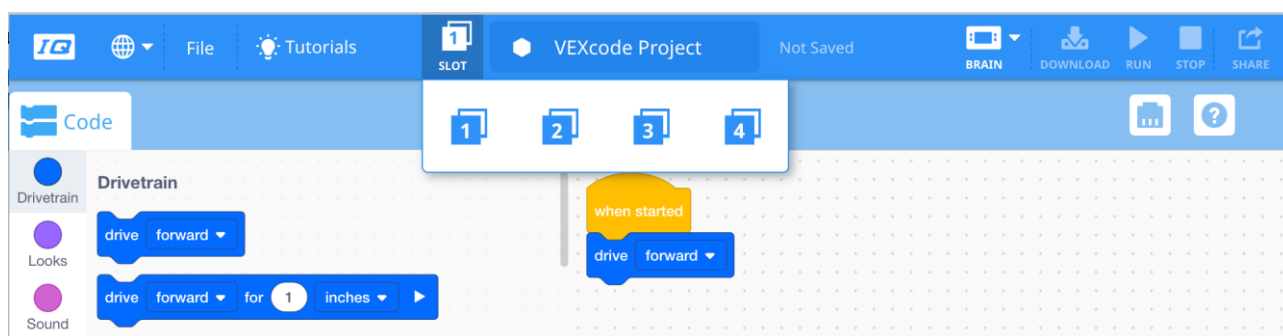 IQ File Tutorials 1 SLOT VEXcode Project Not Saved BRAIN DOWNLOAD RUN STOP SHARE
Code 1 2 3 4 ?
Drivetrain
Drivetrain
when started
drive forward
drive forward
Looks
drive forward for 1 inches
Sound